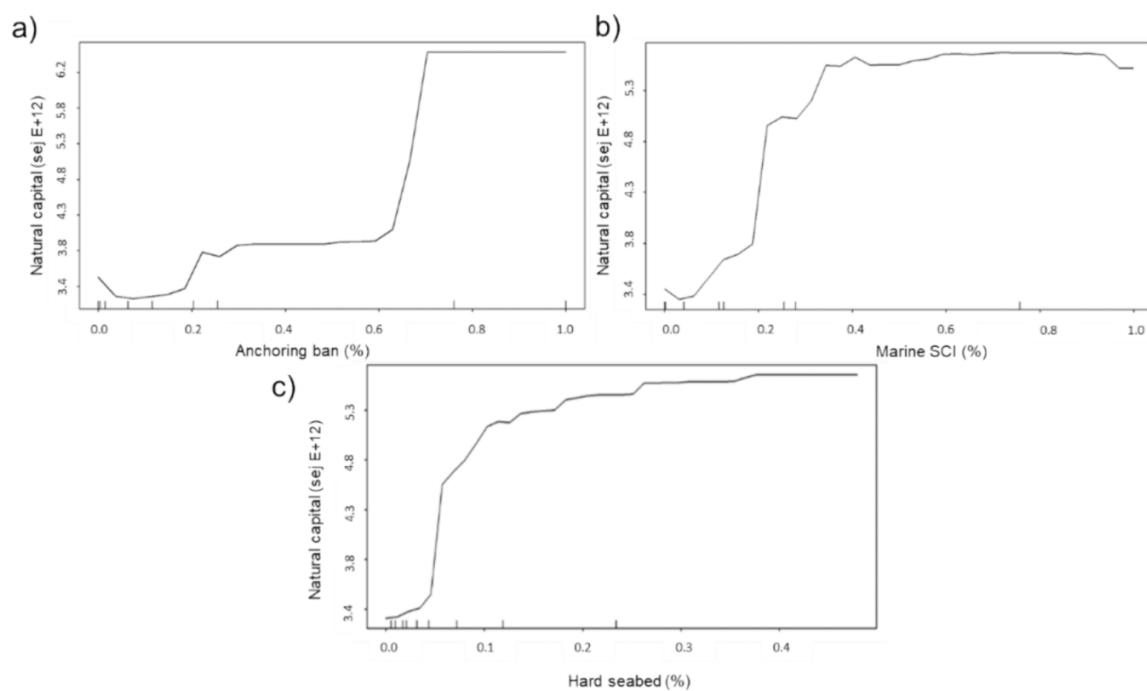 a)
Natural capital (sej E+12)
6.2
5.8
5.3
4.8
4.3
3.8
3.4
0.0 0.2 0.4 0.6 0.8 1.0
Anchoring ban (%)
b)
Natural capital (sej E+12)
5.3
4.8
4.3
3.8
3.4
0.0 0.2 0.4 0.6 0.8 1.0
Marine SCI (%)
c)
Natural capital (sej E+12)
5.3
4.8
4.3
3.8
3.4
0.0 0.1 0.2 0.3 0.4
Hard seabed (%)